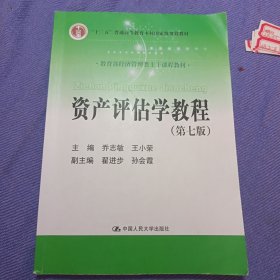 “十二五”普通高等教育本科国家级规划教材
教育部经济管理类主干课程教材
资产评估学教程
（第七版）
主 编 乔志敏 王小荣
副主编 翟进步 孙会霞
中国人民大学出版社